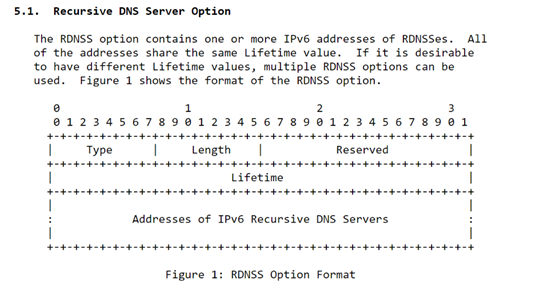 5.1.  Recursive DNS Server Option
The RDNSS option contains one or more IPv6 addresses of RDNSSes.  All
of the addresses share the same Lifetime value.  If it is desirable
to have different Lifetime values, multiple RDNSS options can be
used.  Figure 1 shows the format of the RDNSS option.
 0                   1                   2                   3
 0 1 2 3 4 5 6 7 8 9 0 1 2 3 4 5 6 7 8 9 0 1 2 3 4 5 6 7 8 9 0 1
+-+-+-+-+-+-+-+-+-+-+-+-+-+-+-+-+-+-+-+-+-+-+-+-+-+-+-+-+-+-+-+-+
|     Type      |     Length    |           Reserved            |
+-+-+-+-+-+-+-+-+-+-+-+-+-+-+-+-+-+-+-+-+-+-+-+-+-+-+-+-+-+-+-+-+
|                           Lifetime                            |
+-+-+-+-+-+-+-+-+-+-+-+-+-+-+-+-+-+-+-+-+-+-+-+-+-+-+-+-+-+-+-+-+
|                                                               |
:            Addresses of IPv6 Recursive DNS Servers            :
|                                                               |
+-+-+-+-+-+-+-+-+-+-+-+-+-+-+-+-+-+-+-+-+-+-+-+-+-+-+-+-+-+-+-+-+
Figure 1: RDNSS Option Format